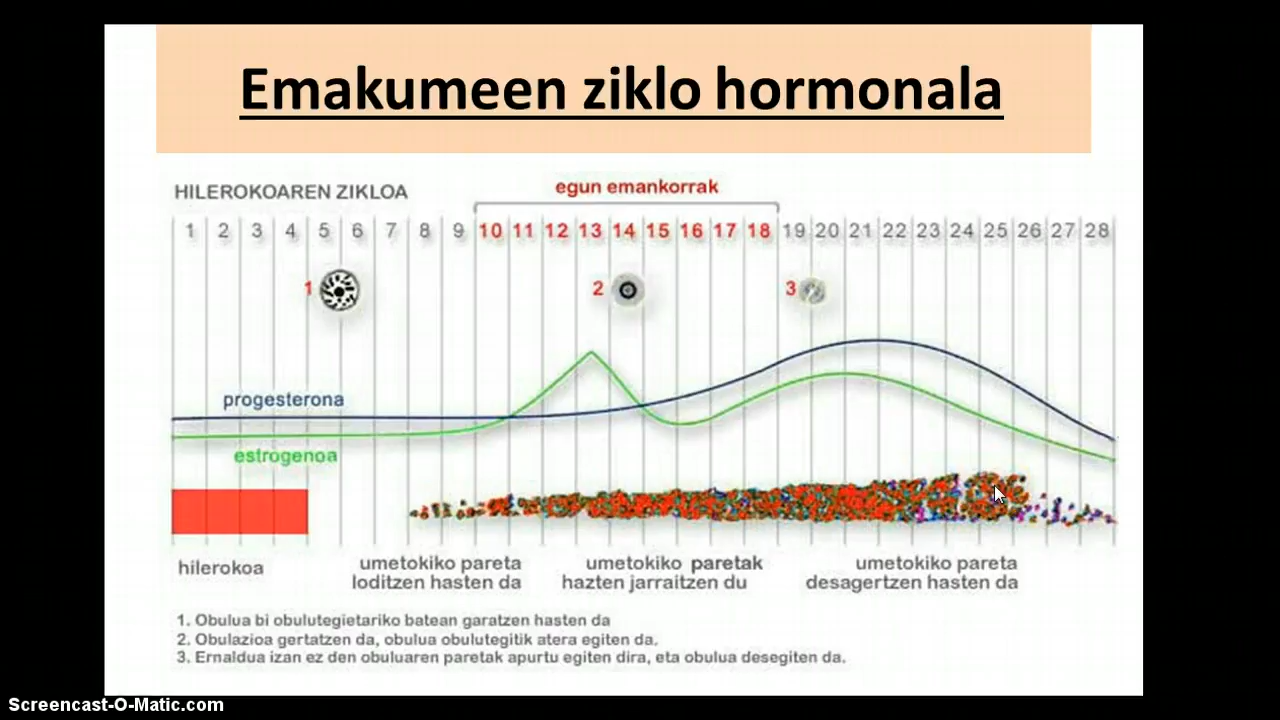 Emakumeen ziklo hormonala
HILEROKOAREN ZIKLOA
egun emankorrak
1 2 3 4 5 6 7 8 9 10 11 12 13 14 15 16 17 18 19 20 21 22 23 24 25 26 27 28
1
2
3
progesterona
estrogenoa
hilerokoa
umetokiko pareta
loditzen hasten da
umetokiko paretak
hazten jarraitzen du
umetokiko pareta
desagertzen hasten da
1. Obulua bi obulutegietariko batean garatzen hasten da
2. Obulazioa gertatzen da, obulua obulutegitik atera egiten da.
3. Ernaldua izan ez den obuluaren paretak apurtu egiten dira, eta obulua desegiten da.
Screencast-O-Matic.com